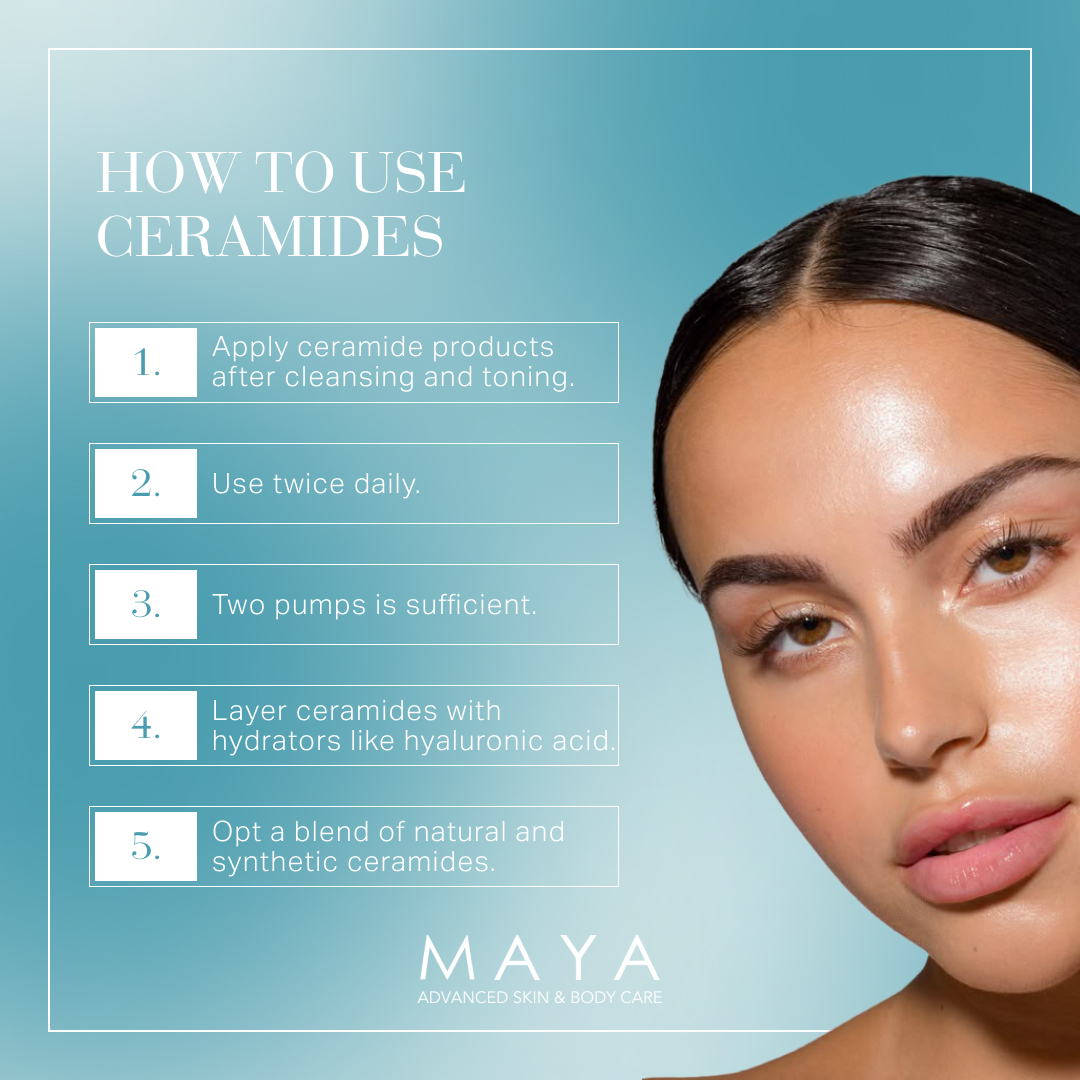 HOW TO USE
CERAMIDES
1.
Apply ceramide products
after cleansing and toning.
2.
Use twice daily.
3.
Two pumps is sufficient.
4.
Layer ceramides with
hydrators like hyaluronic acid.
5.
Opt a blend of natural and
synthetic ceramides.
MAYA
ADVANCED SKIN & BODY CARE